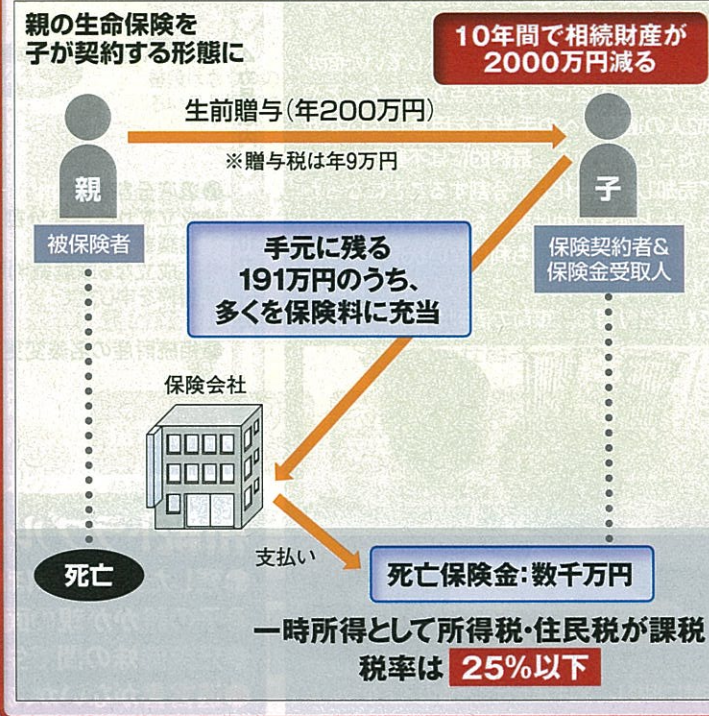 親の生命保険を
子が契約する形態に
10年間で相続財産が
2000万円減る
生前贈与（年200万円）
※贈与税は年9万円
親
子
被保険者
保険契約者&
保険金受取人
手元に残る
191万円のうち、
多くを保険料に充当
保険会社
支払い
死亡
死亡保険金：数千万円
一時所得として所得税・住民税が課税
税率は 25%以下